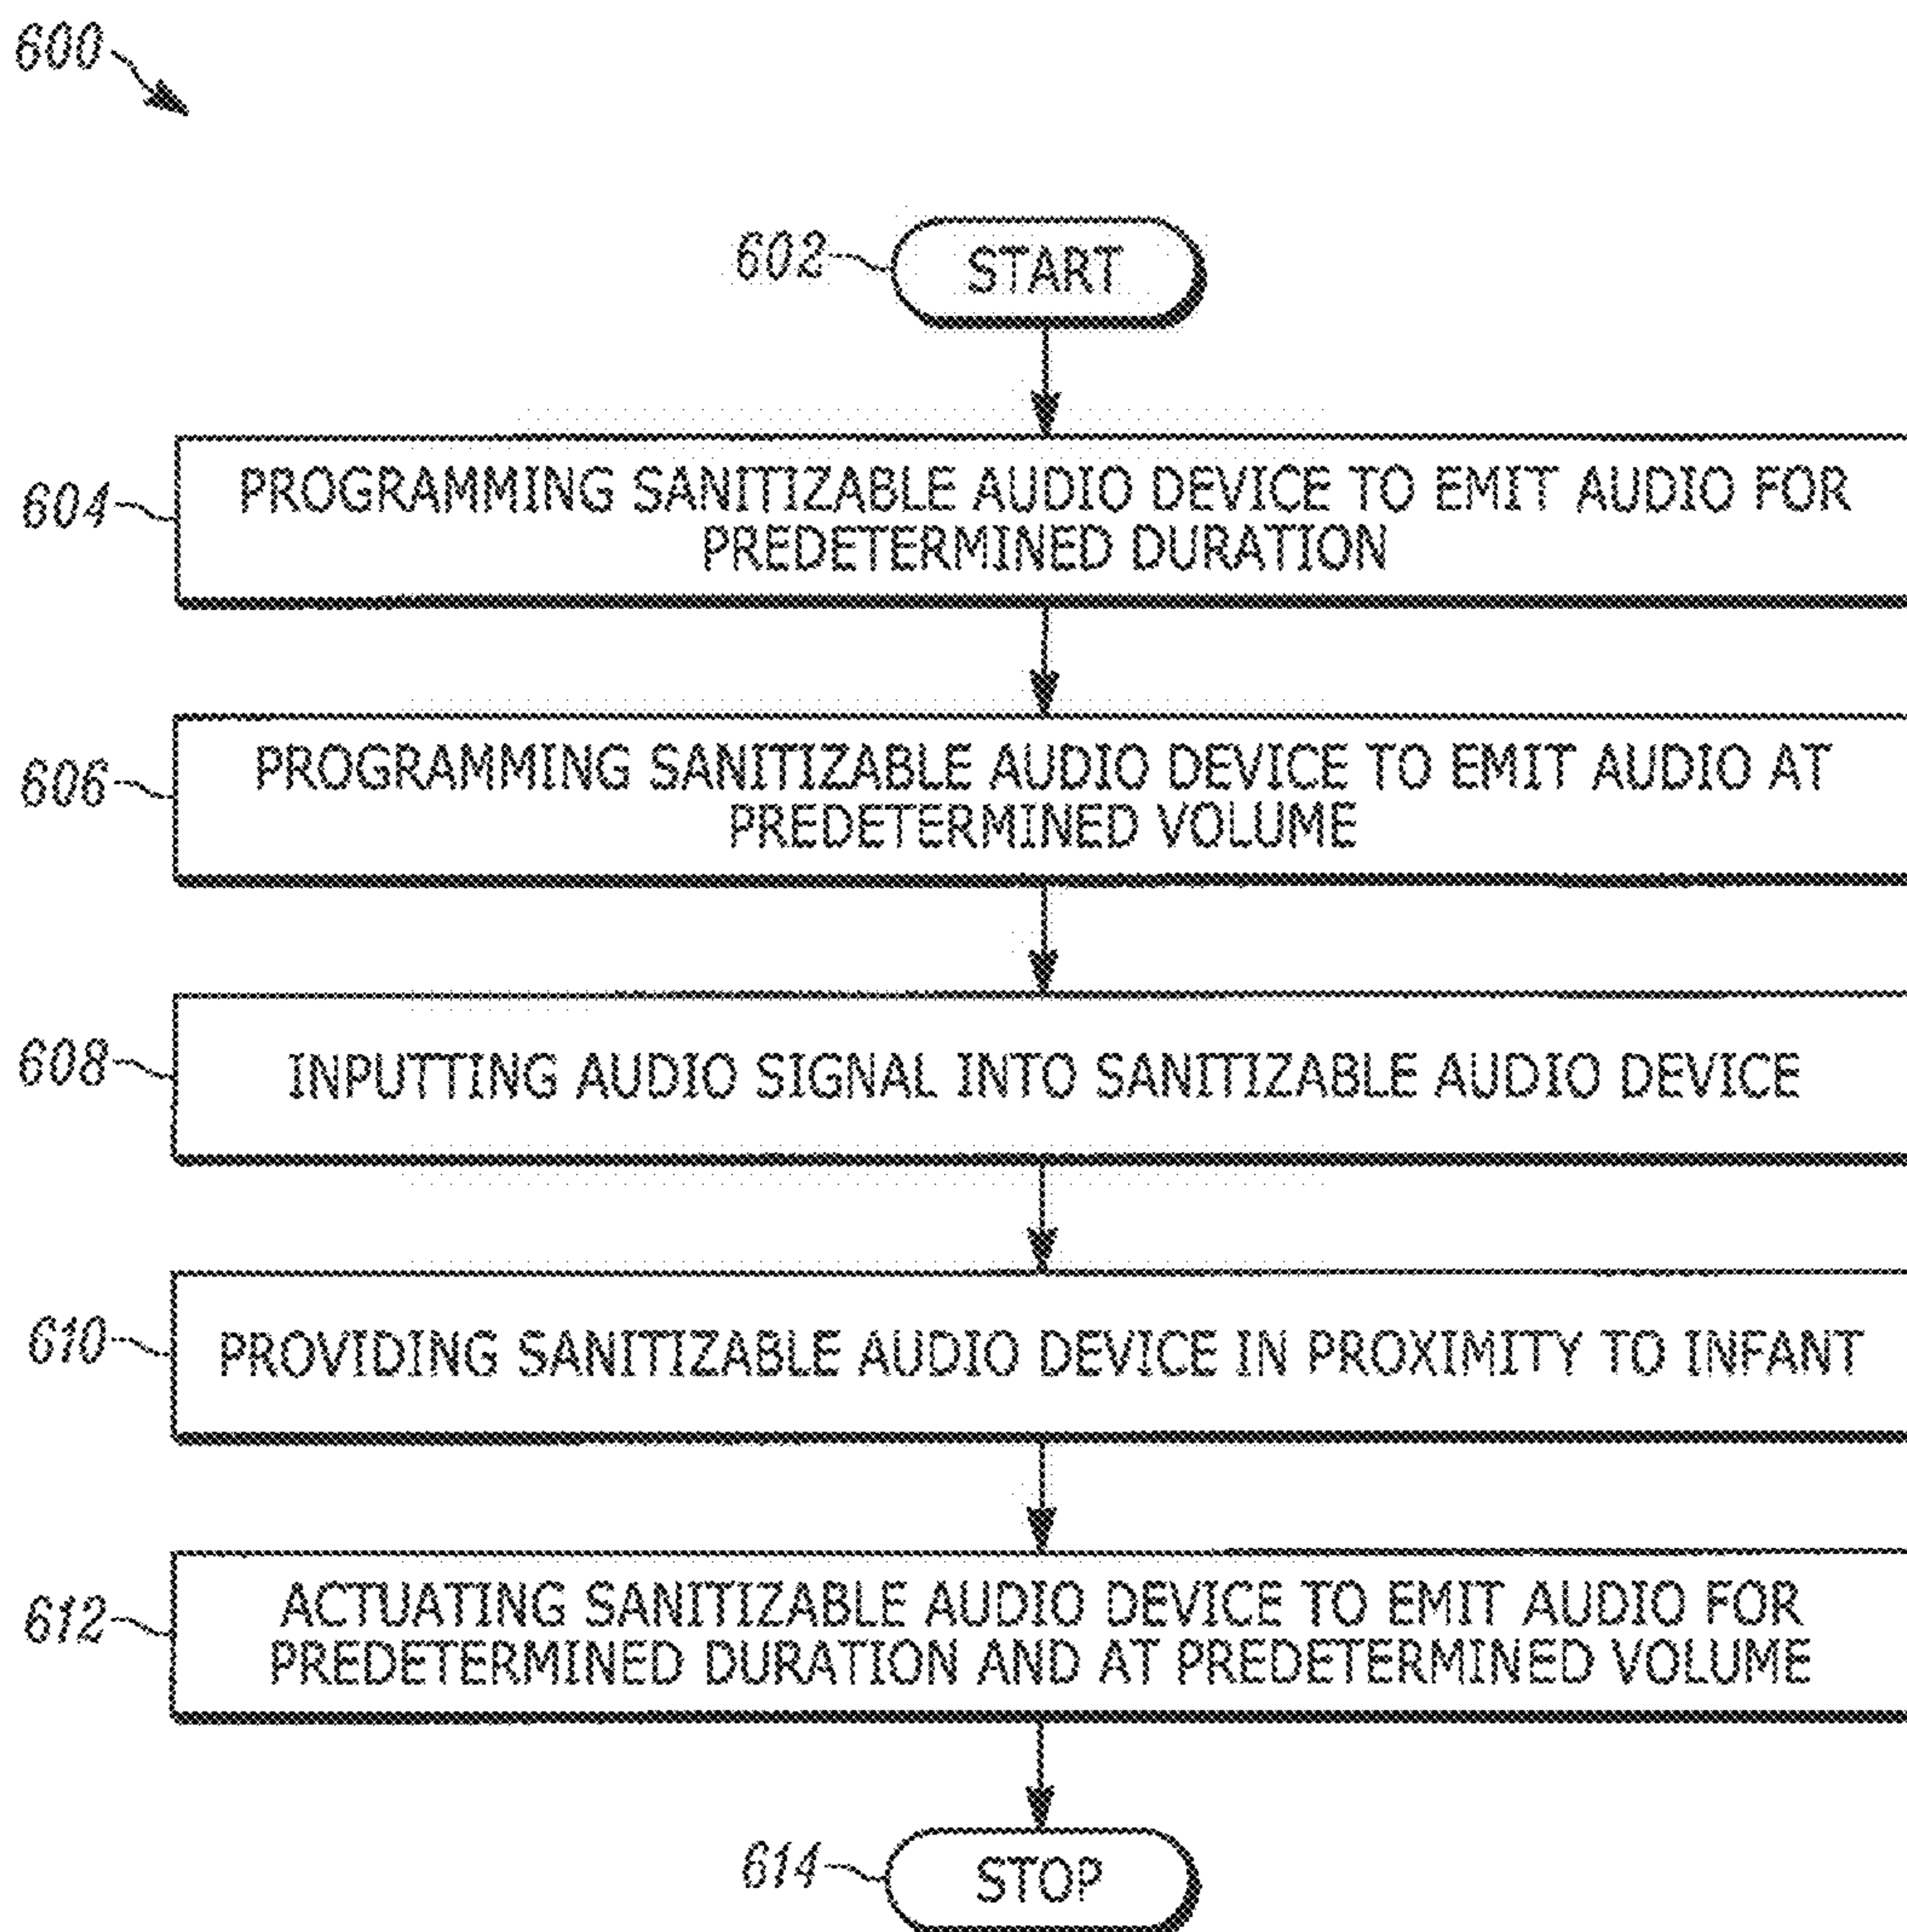 600
602
START
604
PROGRAMMING SANITIZABLE AUDIO DEVICE TO EMIT AUDIO FOR
PREDETERMINED DURATION
606
PROGRAMMING SANITIZABLE AUDIO DEVICE TO EMIT AUDIO AT
PREDETERMINED VOLUME
608
INPUTTING AUDIO SIGNAL INTO SANITIZABLE AUDIO DEVICE
610
PROVIDING SANITIZABLE AUDIO DEVICE IN PROXIMITY TO INFANT
612
ACTUATING SANITIZABLE AUDIO DEVICE TO EMIT AUDIO FOR
PREDETERMINED DURATION AND AT PREDETERMINED VOLUME
614
STOP